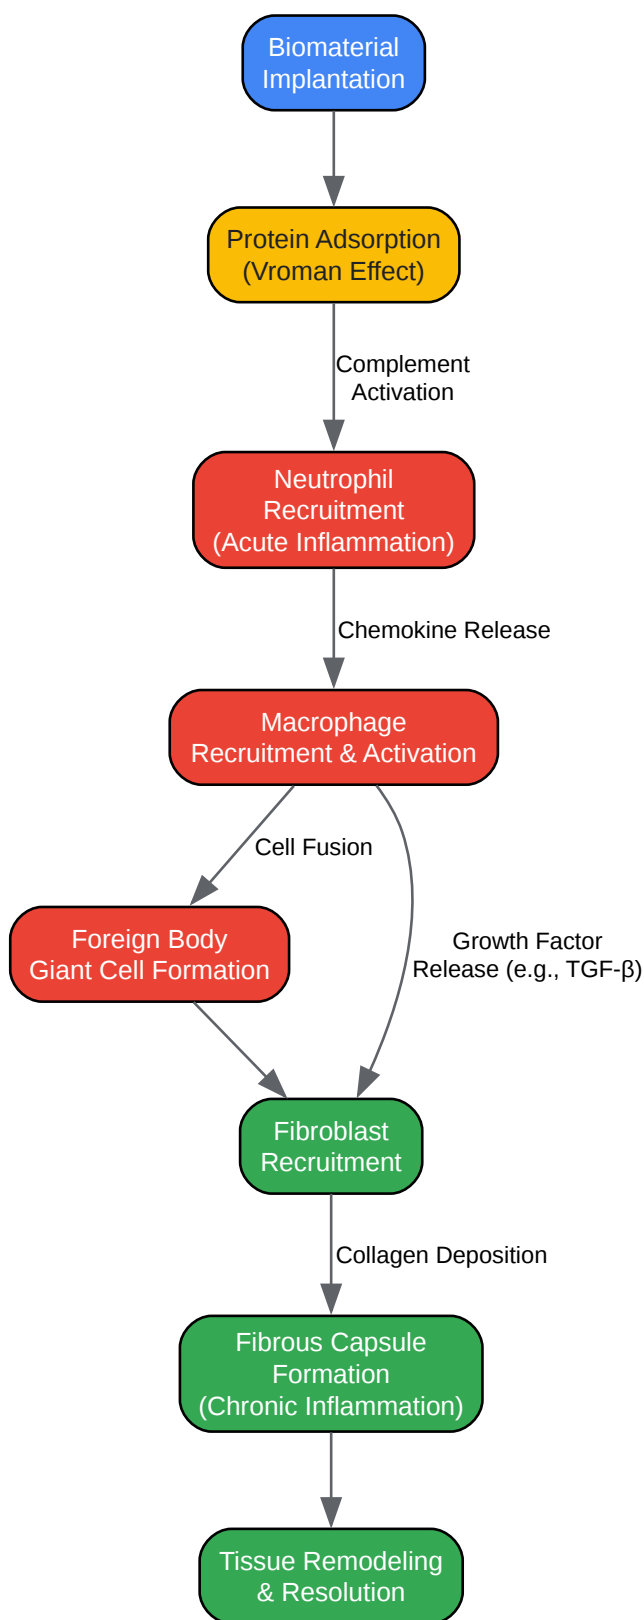 Biomaterial
Implantation
Protein Adsorption
(Vroman Effect)
Complement
Activation
Neutrophil
Recruitment
(Acute Inflammation)
Chemokine Release
Macrophage
Recruitment & Activation
Cell Fusion
Foreign Body
Giant Cell Formation
Growth Factor
Release (e.g., TGF-β)
Fibroblast
Recruitment
Collagen Deposition
Fibrous Capsule
Formation
(Chronic Inflammation)
Tissue Remodeling
& Resolution